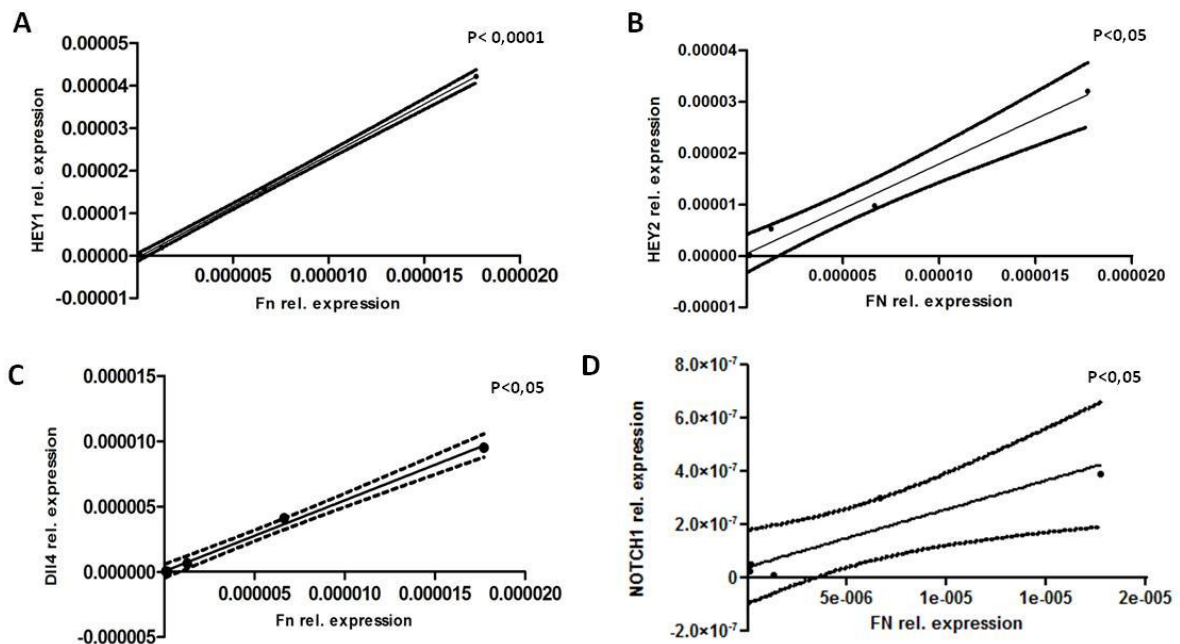 A
P< 0,0001
HEY1 rel. expression
0.00005
0.00004
0.00003
0.00002
0.00001
0.00000
-0.00001
0.000005
0.000010
0.000015
0.000020
Fn rel. expression
B
P<0,05
HEY2 rel. expression
0.00004
0.00003
0.00002
0.00001
0.00000
-0.00001
0.000005
0.000010
0.000015
0.000020
FN rel. expression
C
P<0,05
Dll4 rel. expression
0.000015
0.000010
0.000005
0.000000
-0.000005
0.000005
0.000010
0.000015
0.000020
Fn rel. expression
D
P<0,05
NOTCH1 rel. expression
8.0×10⁻⁷
6.0×10⁻⁷
4.0×10⁻⁷
2.0×10⁻⁷
0
-2.0×10⁻⁷
5e-006
1e-005
1e-005
2e-005
FN rel. expression